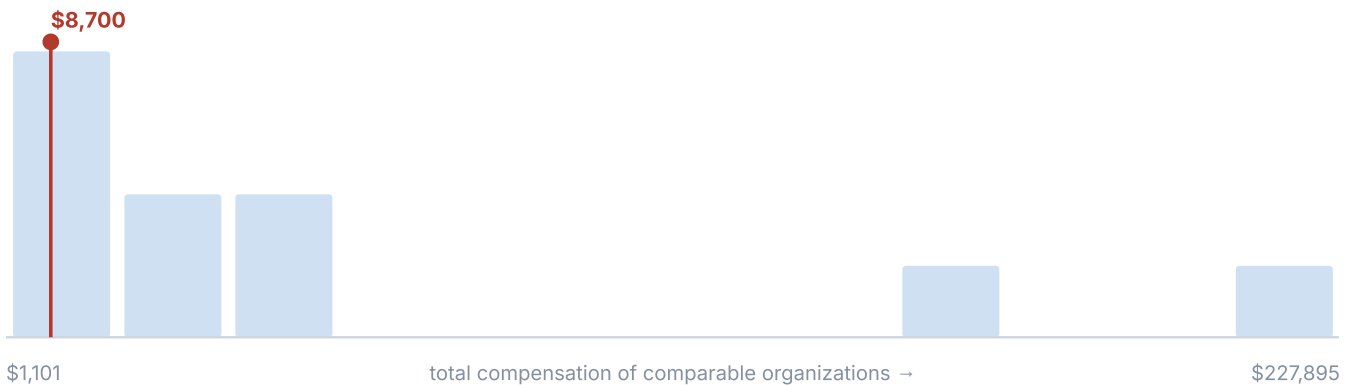 $8,700
$1,101
total compensation of comparable organizations →
$227,895